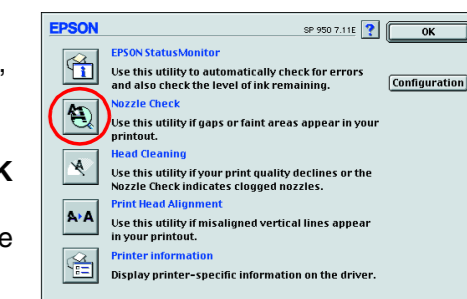 EPSON
SP 950 7.11E ? OK
,
EPSON StatusMonitor
Use this utility to automatically check for errors
and also check the level of ink remaining.
Configuration
Nozzle Check
Use this utility if gaps or faint areas appear in your
printout.
Head Cleaning
k
Use this utility if your print quality declines or the
Nozzle Check indicates clogged nozzles.
Print Head Alignment
A›A
Use this utility if misaligned vertical lines appear
e
in your printout.
Printer information
Display printer-specific information on the driver.